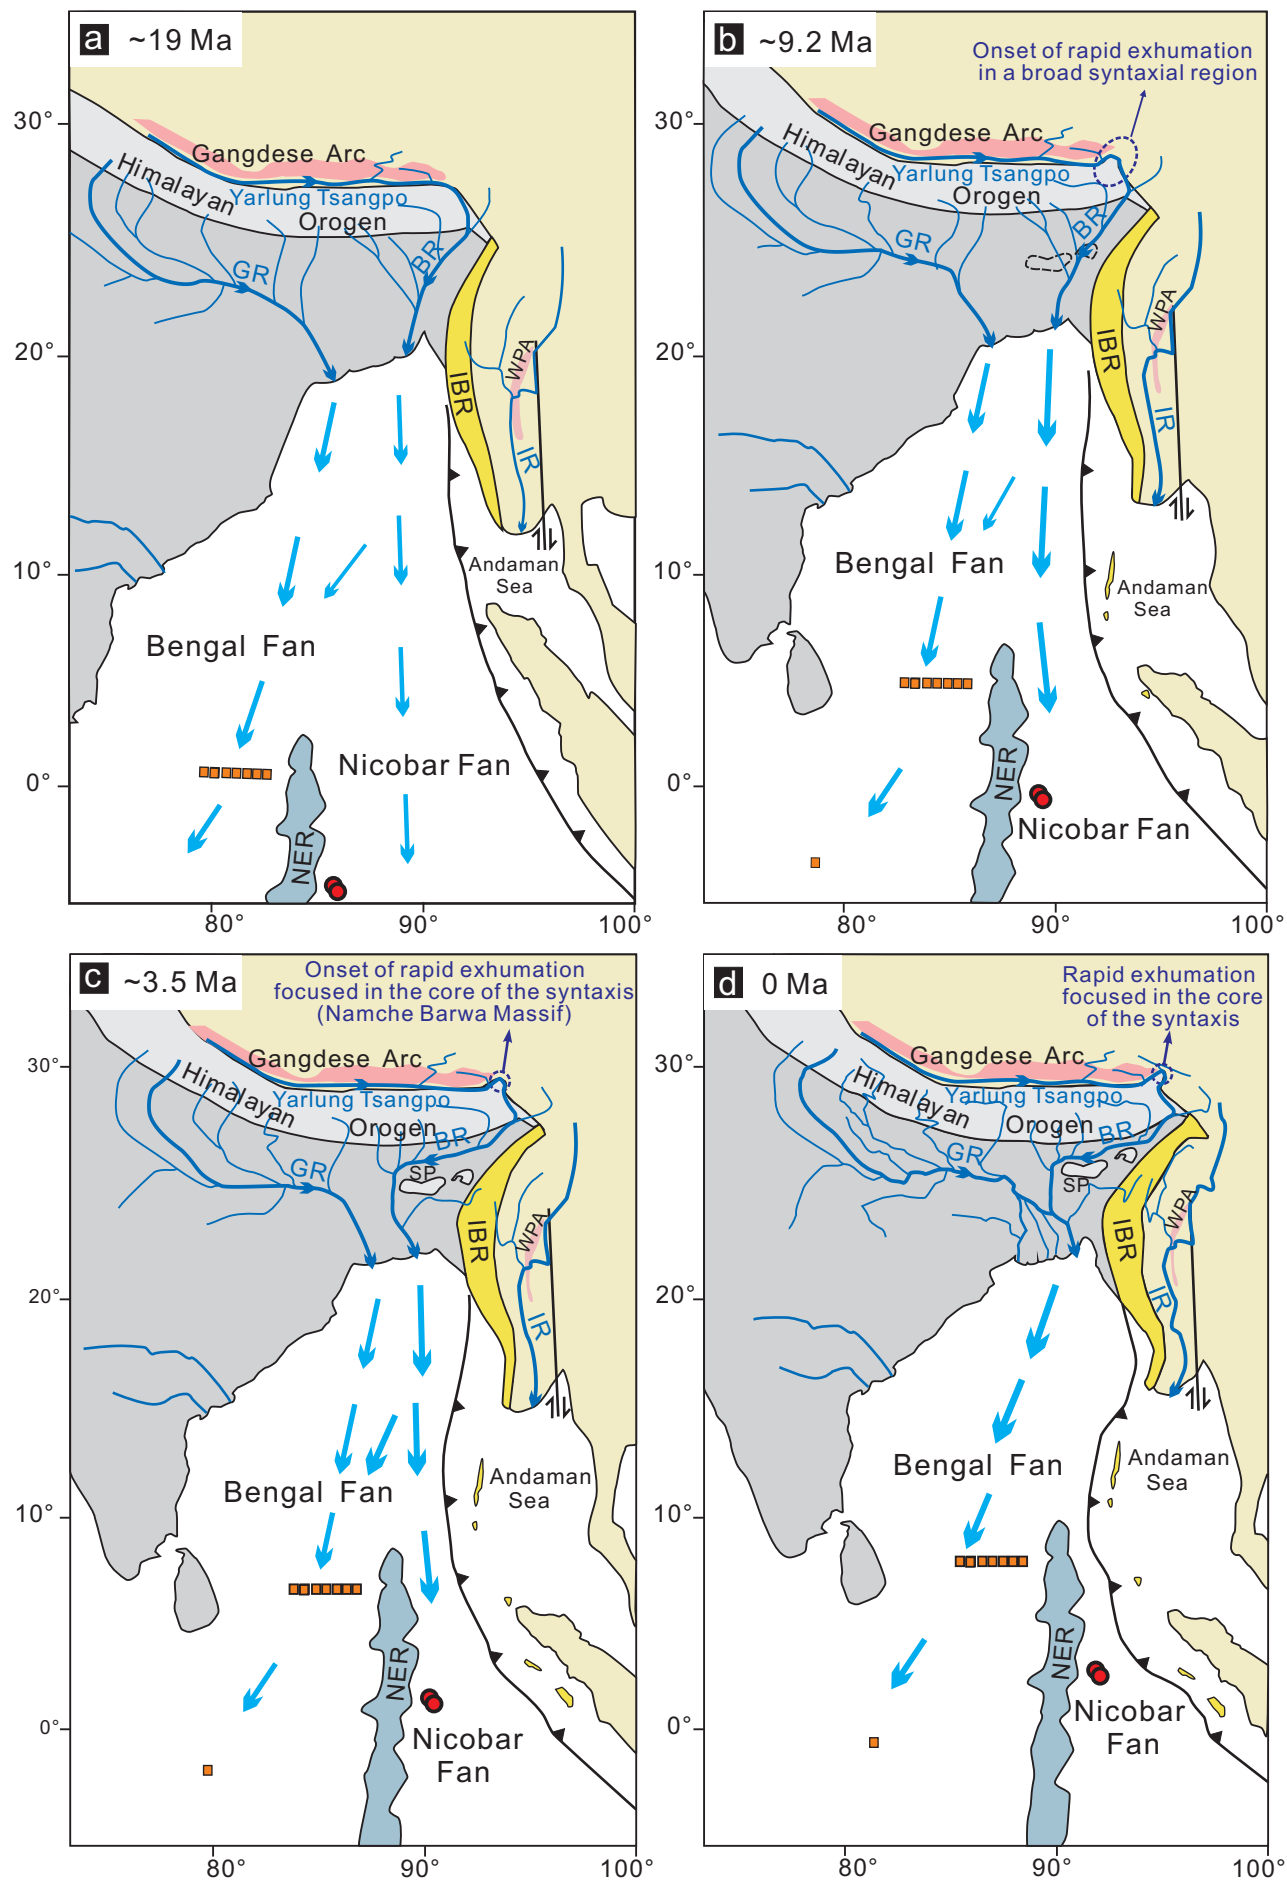 a ~19 Ma
30°
20°
10°
0°
80°
90°
100°
Gangdese Arc
Himalayan
Yarlung Tsangpo
Orogen
GR
BR
IBR
WPA
IR
Andaman
Sea
Bengal Fan
Nicobar Fan
NER
b ~9.2 Ma
Onset of rapid exhumation
in a broad syntaxial region
30°
20°
10°
0°
80°
90°
100°
Gangdese Arc
Himalayan
Yarlung Tsangpo
Orogen
GR
BR
IBR
WPA
IR
Bengal Fan
Andaman
Sea
NER
Nicobar Fan
c ~3.5 Ma
Onset of rapid exhumation
focused in the core of the syntaxis
(Namche Barwa Massif)
30°
20°
10°
0°
80°
90°
100°
Gangdese Arc
Himalayan
Yarlung Tsangpo
Orogen
BR
GR
SP
IBR
WPA
IR
Bengal Fan
Andaman
Sea
NER
Nicobar
Fan
d 0 Ma
Rapid exhumation
focused in the core
of the syntaxis
30°
20°
10°
0°
80°
90°
100°
Gangdese Arc
Himalayan
Yarlung Tsangpo
Orogen
BR
GR
SP
IBR
WPA
IR
Bengal Fan
Andaman
Sea
NER
Nicobar
Fan